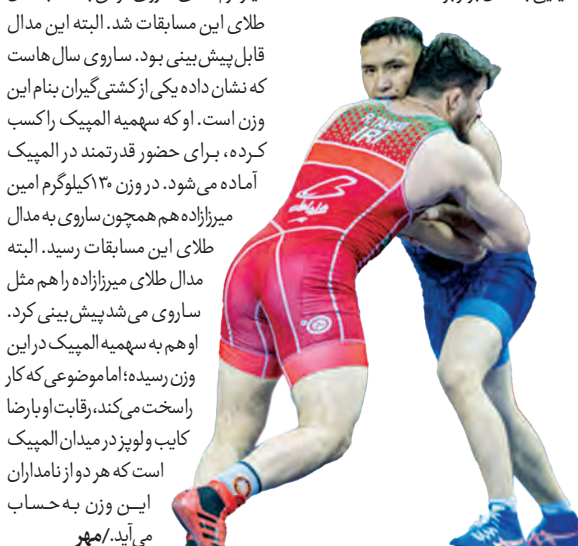 طلای این مسابقات شد. البته این مدال
قابل پیش‌بینی بود. ساروی سال‌هاست
که نشان داده یکی از کشتی‌گیران بنام این
وزن است. او که سهمیه المپیک را کسب
کرده، برای حضور قدرتمند در المپیک
آماده می‌شود. در وزن ۱۳۰کیلوگرم امین
میرزازاده هم همچون ساروی به مدال
طلای این مسابقات رسید. البته
مدال طلای میرزازاده را هم مثل
ساروی می‌شد پیش‌بینی کرد.
او هم به سهمیه المپیک در این
وزن رسیده؛ اما موضوعی که کار
را سخت می‌کند، رقابت او با رضا
کایب و لوپز در میدان المپیک
است که هر دو از نامداران
این وزن به حساب
می‌آید./مهر
IRI